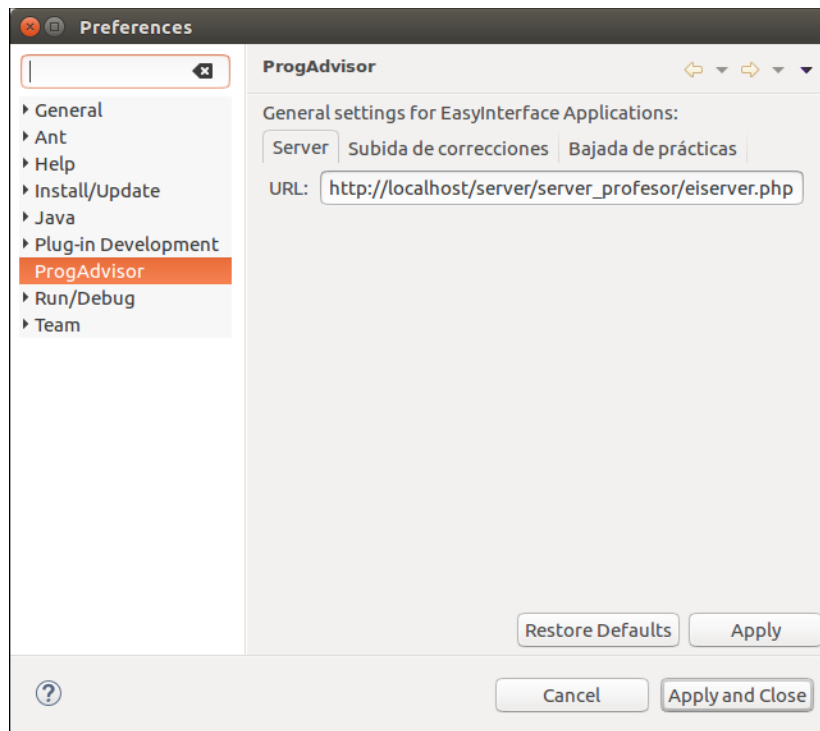 Preferences
ProgAdvisor
General settings for EasyInterface Applications:
Server Subida de correcciones Bajada de prácticas
URL: http://localhost/server/server_profesor/eiserver.php
General
Ant
Help
Install/Update
Java
Plug-in Development
ProgAdvisor
Run/Debug
Team
Restore Defaults Apply
? Cancel Apply and Close